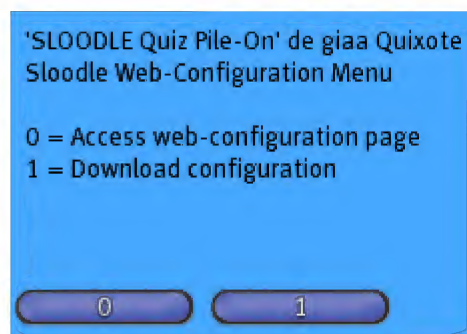 'SLOODLE Quiz Pile-On' de giaa Quixote
Sloodle Web-Configuration Menu
0 = Access web-configuration page
1 = Download configuration
0
1